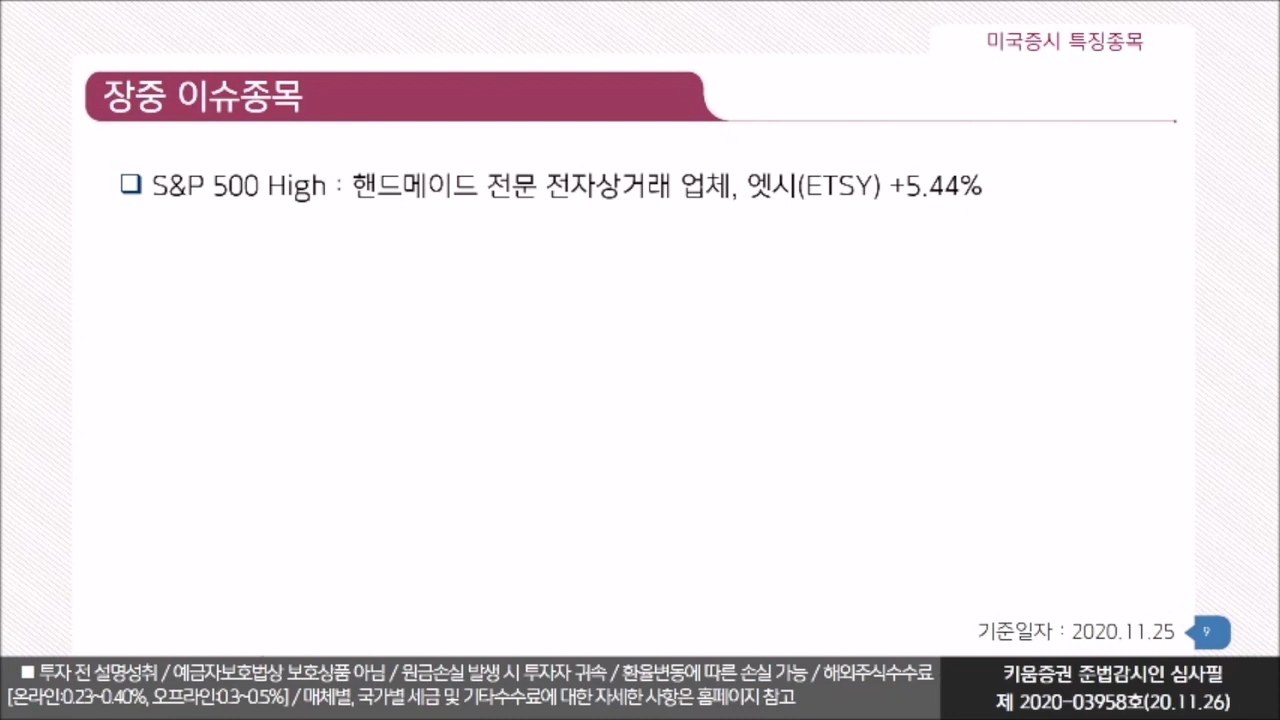 미국증시 특징종목
장중 이슈종목
❏ S&P 500 High : 핸드메이드 전문 전자상거래 업체, 엣시(ETSY) +5.44%
기준일자 : 2020.11.25
9
■ 투자 전 설명성취 / 예금자보호법상 보호상품 아님 / 원금손실 발생 시 투자자 귀속 / 환율변동에 따른 손실 가능 / 해외주식수수료
[온라인:0.23~0.40%, 오프라인:0.3~0.5%] / 매체별, 국가별 세금 및 기타수수료에 대한 자세한 사항은 홈페이지 참고
키움증권 준법감시인 심사필
제 2020-03958호(20.11.26)